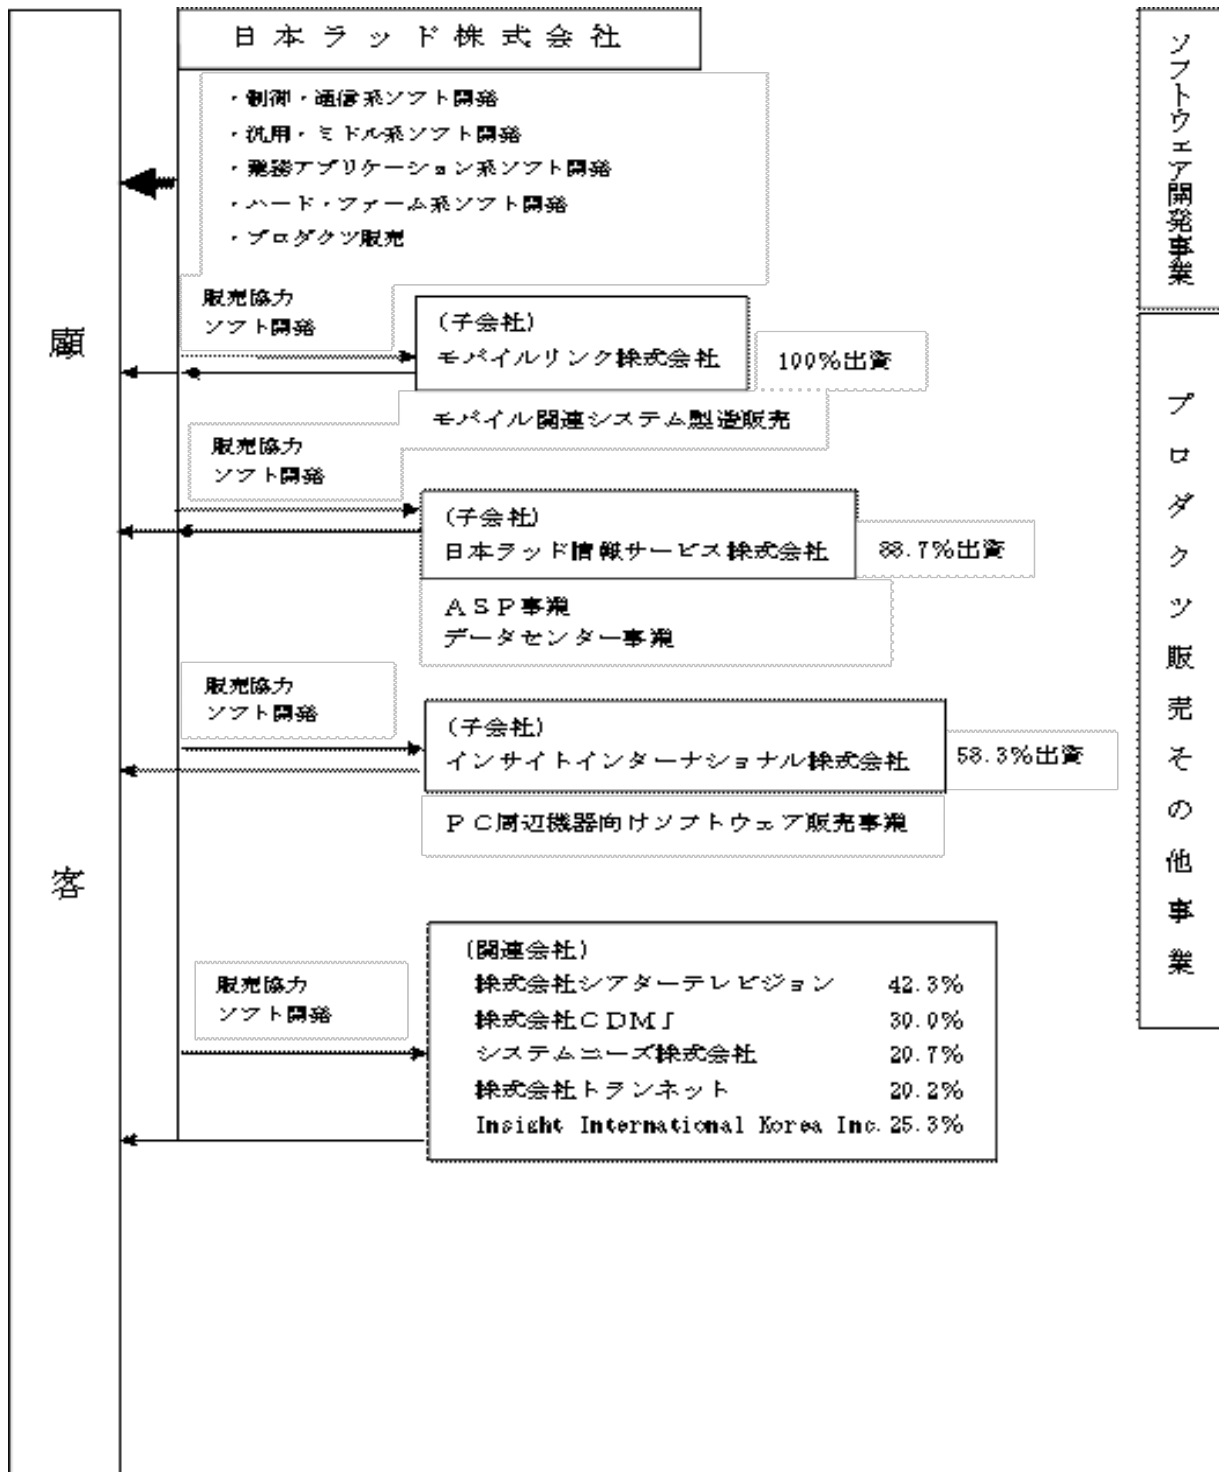 日本ラッド株式会社
・制御・通信系ソフト開発
・汎用・ミドル系ソフト開発
・業務アプリケーション系ソフト開発
・ハード・ファーム系ソフト開発
・プロダクツ販売
販売協力
ソフト開発
(子会社)
モバイルリンク株式会社
100%出資
モバイル関連システム製造販売
販売協力
ソフト開発
(子会社)
日本ラッド情報サービス株式会社
88.7%出資
ASP事業
データセンター事業
販売協力
ソフト開発
(子会社)
インサイトインターナショナル株式会社
58.3%出資
PC周辺機器向けソフトウェア販売事業
販売協力
ソフト開発
(関連会社)
株式会社シアターテレビジョン 42.3%
株式会社CDMJ 30.0%
システムニーズ株式会社 20.7%
株式会社トランネット 20.2%
Insight International Korea Inc. 25.3%
顧客
ソフトウェア開発事業
プロダクツ販売その他事業